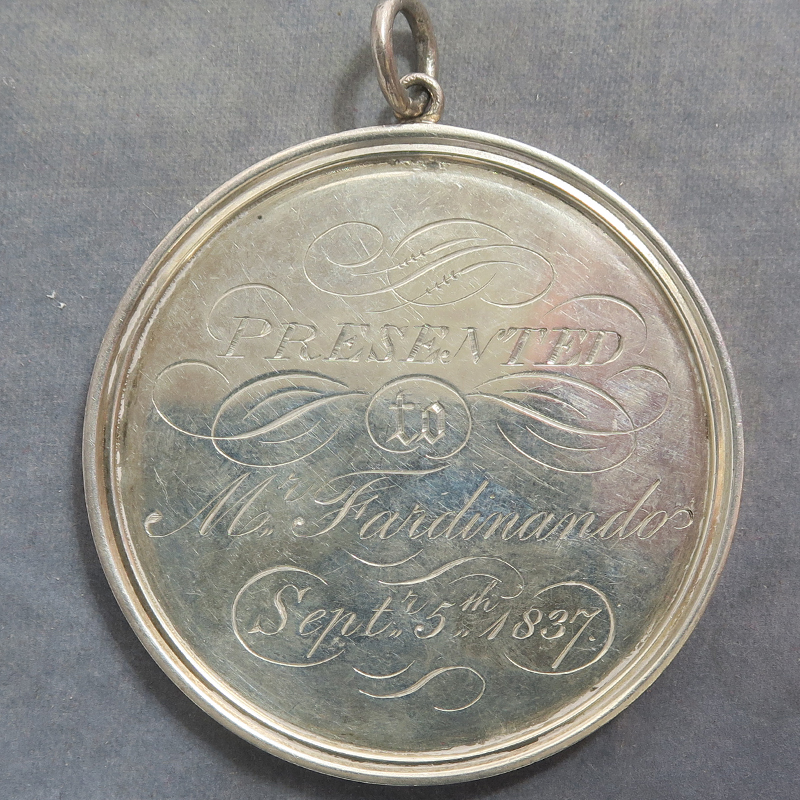 PRESENTED
to
Mr. Fardinando
Septr. 5th. 1837.